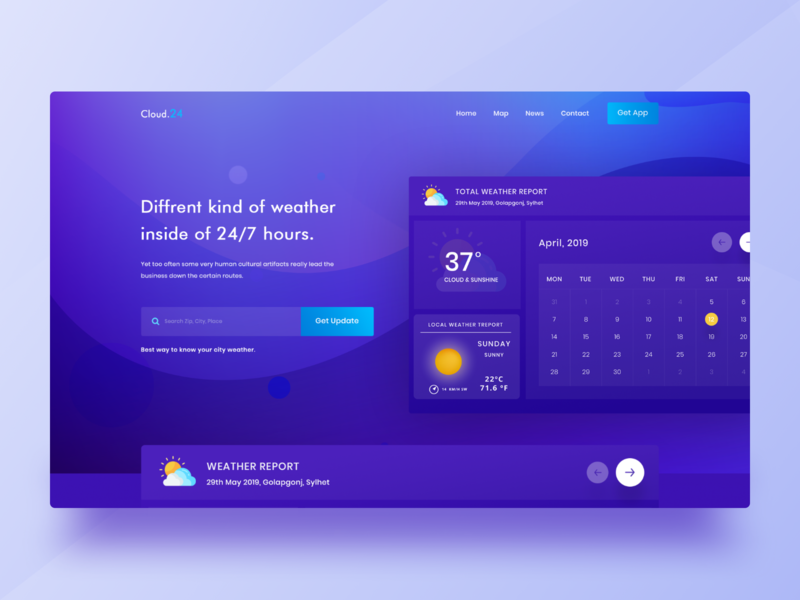 Cloud.24
Home Map News Contact Get App
Diffrent kind of weather
inside of 24/7 hours.
Yet too often some very human cultural artifacts really lead the
business down the certain routes.
Search Zip, City, Place
Get Update
Best way to know your city weather.
TOTAL WEATHER REPORT
29th May 2019, Golapgonj, Sylhet
37°
CLOUD & SUNSHINE
LOCAL WEATHER TREPORT
SUNDAY
SUNNY
22°C
71.6 °F
14 KM/H SW
April, 2019
MON TUE WED THU FRI SAT SUN
31 1 2 3 4 5 6
7 8 9 10 11 12 13
14 15 16 17 18 19 20
21 22 23 24 25 26 27
28 29 30 1 2 3 4
WEATHER REPORT
29th May 2019, Golapgonj, Sylhet